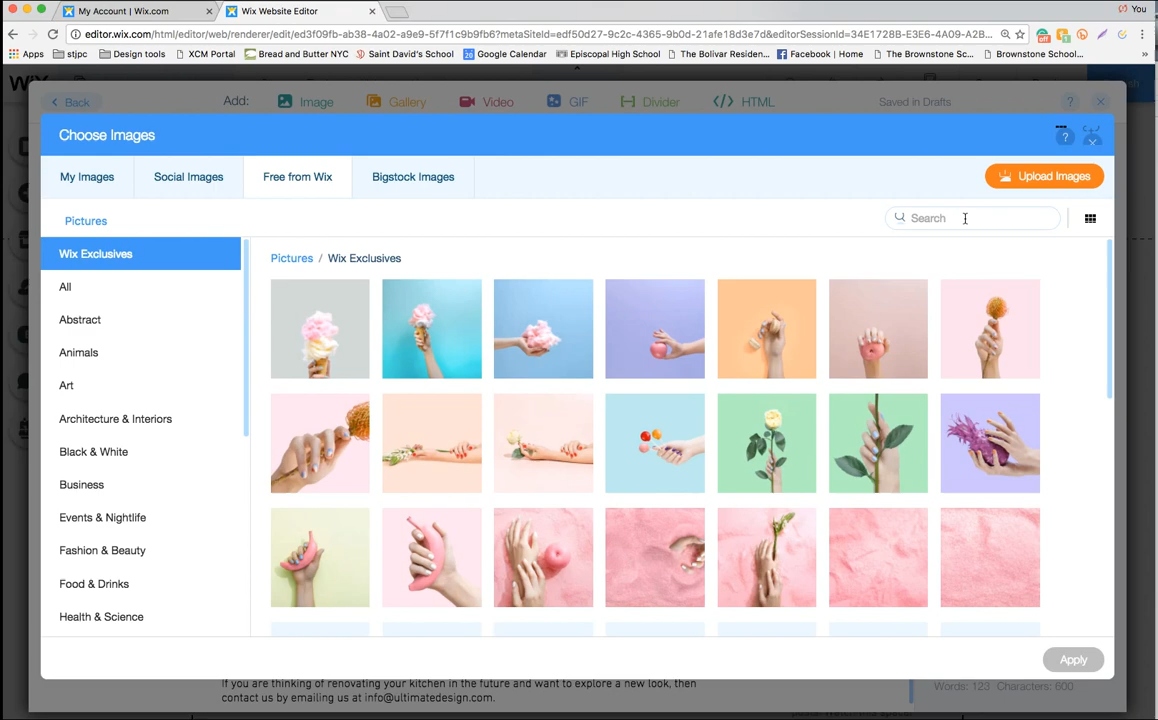 My Account | Wix.com
Wix Website Editor
You
editor.wix.com/html/editor/web/renderer/edit/ed3f09fb-ab38-4a02-a9e9-5f7f1c9b9fb6?metaSiteId=edf50d27-9c2c-4365-9b0d-21afe18d3e7d&editorSessionId=34E1728B-E3E6-4A09-A2B...
Apps
stjpc
Design tools
XCM Portal
Bread and Butter NYC
Saint David's School
Google Calendar
Episcopal High School
The Bolivar Residen...
Facebook | Home
The Brownstone Sc...
Brownstone School...
»
Back
Add:
Image
Gallery
Video
GIF
Divider
HTML
Saved in Drafts
?
Choose Images
?
My Images
Social Images
Free from Wix
Bigstock Images
Upload Images
Pictures
Search
Wix Exclusives
Pictures / Wix Exclusives
All
Abstract
Animals
Art
Architecture & Interiors
Black & White
Business
Events & Nightlife
Fashion & Beauty
Food & Drinks
Health & Science
Apply
If you are thinking of renovating your kitchen in the future and want to explore a new look, then
contact us by emailing us at info@ultimatedesign.com.
Words: 123 Characters: 600